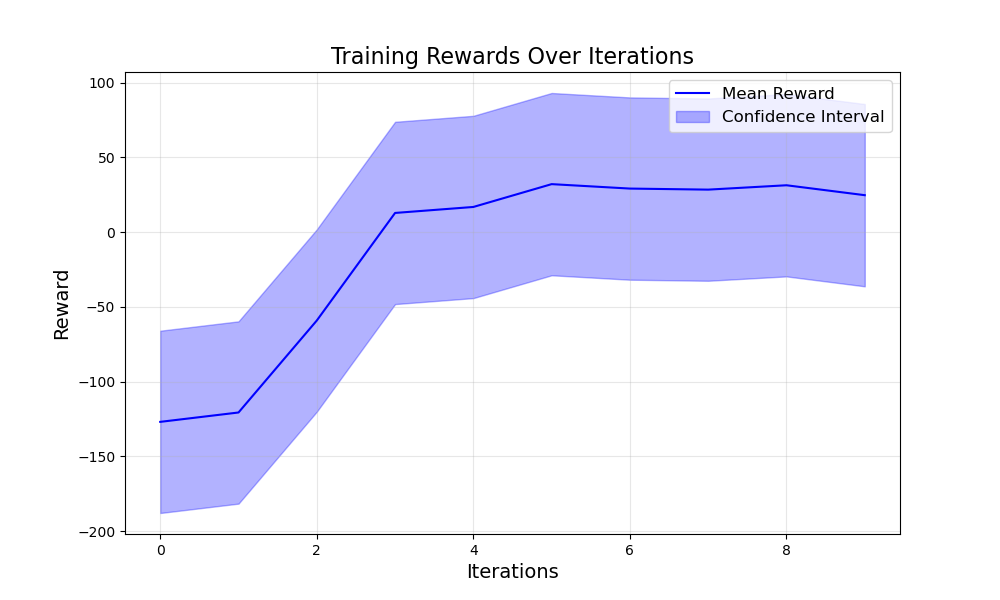 Training Rewards Over Iterations
Mean Reward
Confidence Interval
Reward
100
50
0
−50
−100
−150
−200
0 2 4 6 8
Iterations